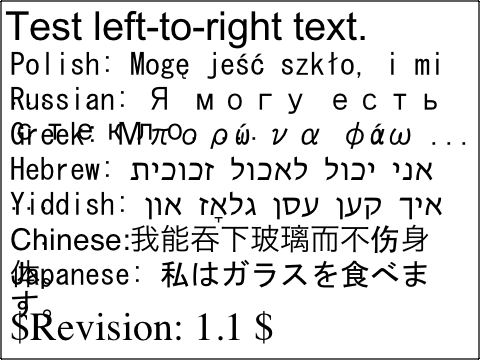 Test left-to-right text.
Polish: Mogę jeść szkło, i mi
Russian: Я могу есть
стекло
Greek: Μπορώ να φάω ...
Hebrew: אני יכול לאכול זכוכית
Yiddish: איך קען עסן גלאָז און
Chinese:我能吞下玻璃而不伤身
体。
Japanese: 私はガラスを食べま
す。
$Revision: 1.1 $